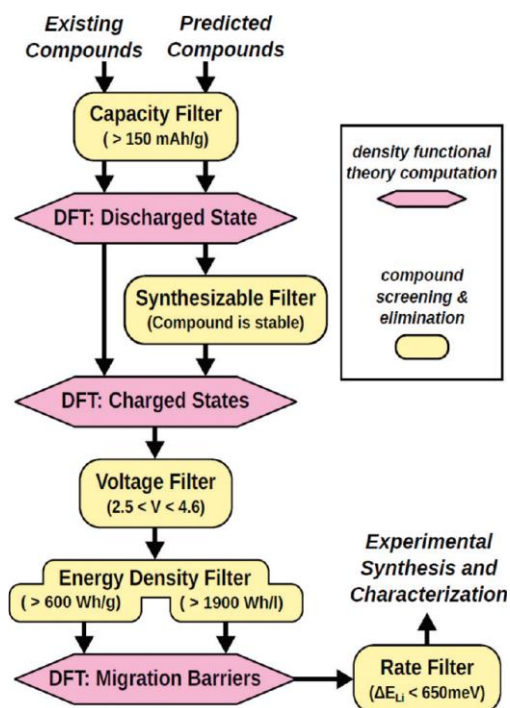 Existing
Compounds
Predicted
Compounds
Capacity Filter
( > 150 mAh/g)
DFT: Discharged State
Synthesizable Filter
(Compound is stable)
DFT: Charged States
Voltage Filter
(2.5 < V < 4.6)
Energy Density Filter
( > 600 Wh/g)
( > 1900 Wh/l)
DFT: Migration Barriers
Rate Filter
(ΔELi < 650meV)
Experimental
Synthesis and
Characterization
density functional
theory computation
compound
screening &
elimination